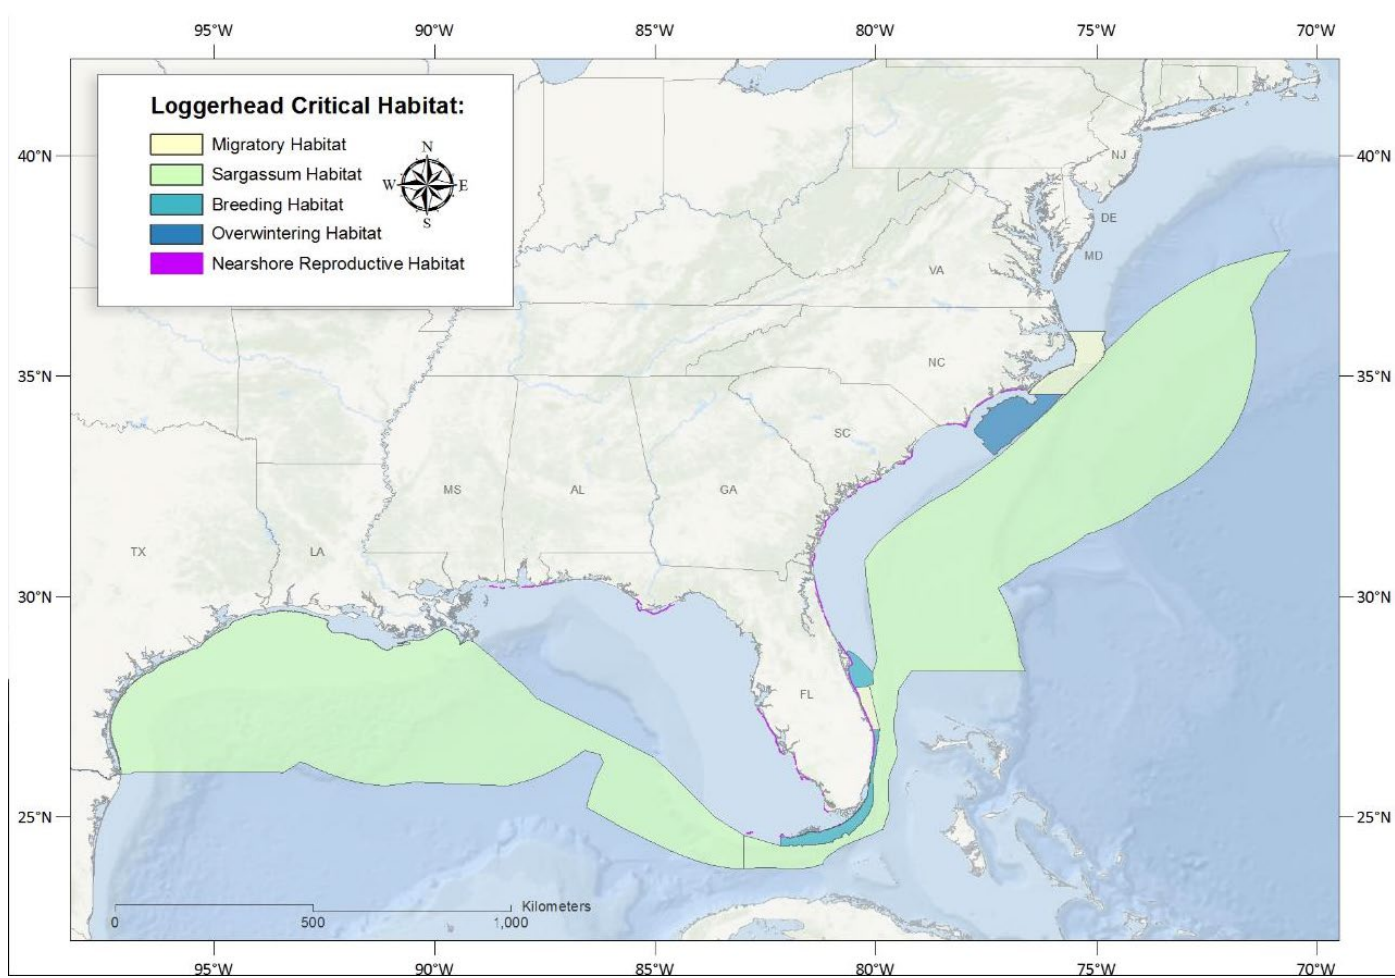 95°W 90°W 85°W 80°W 75°W 70°W
Loggerhead Critical Habitat:
Migratory Habitat
Sargassum Habitat
Breeding Habitat
Overwintering Habitat
Nearshore Reproductive Habitat
N
W E
S
40°N NJ 40°N
DE
MD
VA
NC
35°N 35°N
SC
MS AL GA
TX LA
30°N 30°N
FL
25°N 25°N
Kilometers
0 500 1,000
95°W 90°W 85°W 80°W 75°W 70°W